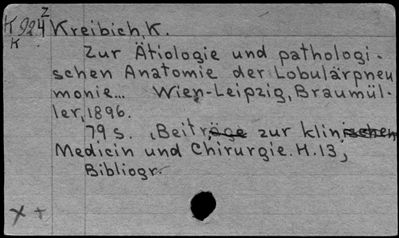 Z
K924 Kreibich, K.
K
Zur Ätiologie und pathologi-
schen Anatomie der Lobulärpneu
monie... Wien-Leipzig, Braumül-
ler, 1896.
79 s. (Beiträge zur klinischen
Medicin und Chirurgie. H.13)
Bibliogr.
x +